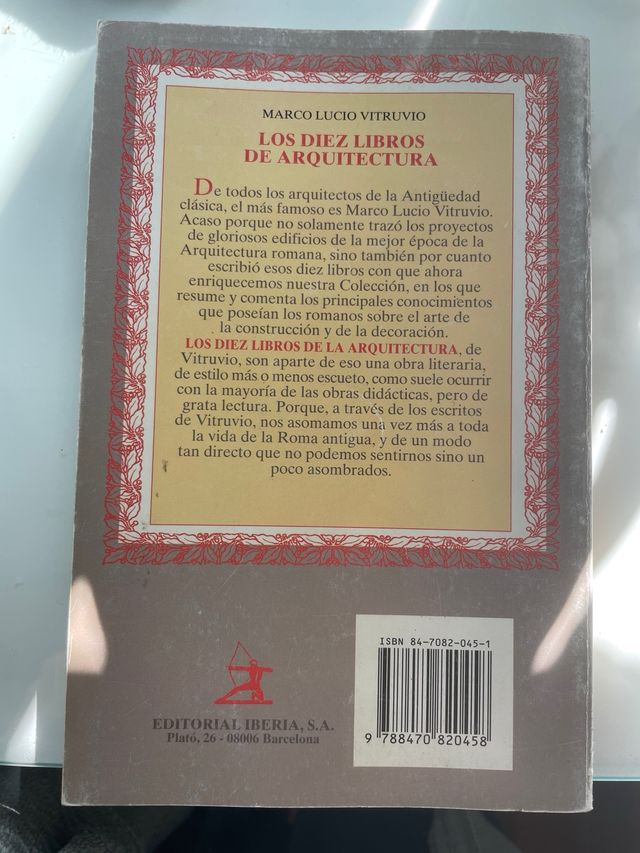 MARCO LUCIO VITRUVIO
LOS DIEZ LIBROS
DE ARQUITECTURA
De todos los arquitectos de la Antigüedad
clásica, el más famoso es Marco Lucio Vitruvio.
Acaso porque no solamente trazó los proyectos
de gloriosos edificios de la mejor época de la
Arquitectura romana, sino también por cuanto
escribió esos diez libros con que ahora
enriquecemos nuestra Colección, en los que
resume y comenta los principales conocimientos
que poseían los romanos sobre el arte de
la construcción y de la decoración.
LOS DIEZ LIBROS DE LA ARQUITECTURA, de
Vitruvio, son aparte de eso una obra literaria,
de estilo más o menos escueto, como suele ocurrir
con la mayoría de las obras didácticas, pero de
grata lectura. Porque, a través de los escritos
de Vitruvio, nos asomamos una vez más a toda
la vida de la Roma antigua, y de un modo
tan directo que no podemos sentirnos sino un
poco asombrados.
ISBN 84-7082-045-1
9 788470 820458
EDITORIAL IBERIA, S.A.
Plató, 26 - 08006 Barcelona